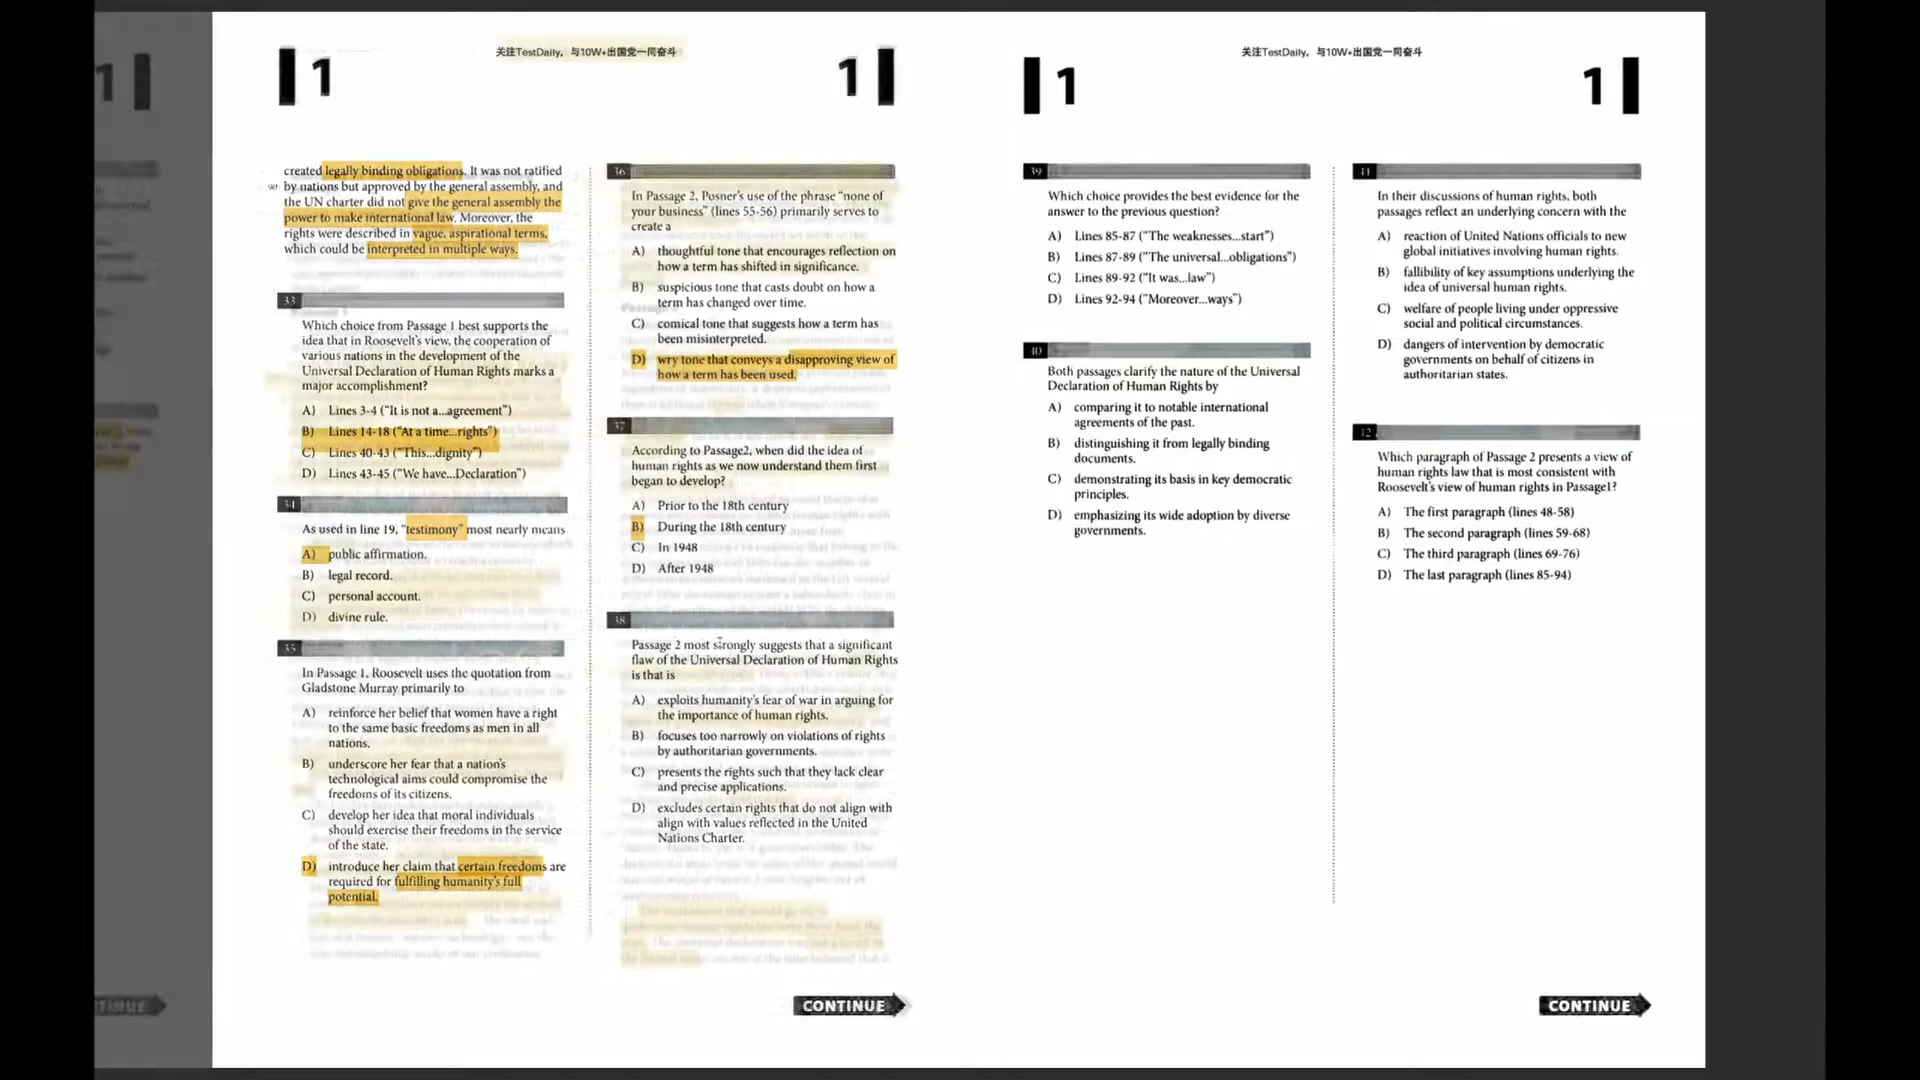 关注TestDaily，与10W+出国党一同奋斗
1
1
created legally binding obligations. It was not ratified
90 by nations but approved by the general assembly, and
the UN charter did not give the general assembly the
power to make international law. Moreover, the
rights were described in vague, aspirational terms,
which could be interpreted in multiple ways.
33
Which choice from Passage 1 best supports the
idea that in Roosevelt's view, the cooperation of
various nations in the development of the
Universal Declaration of Human Rights marks a
major accomplishment?
A) Lines 3-4 (“It is not a...agreement”)
B) Lines 14-18 (“At a time...rights”)
C) Lines 40-43 (“This...dignity”)
D) Lines 43-45 (“We have...Declaration”)
34
As used in line 19, “testimony” most nearly means
A) public affirmation.
B) legal record.
C) personal account.
D) divine rule.
35
In Passage 1, Roosevelt uses the quotation from
Gladstone Murray primarily to
A) reinforce her belief that women have a right
to the same basic freedoms as men in all
nations.
B) underscore her fear that a nation's
technological aims could compromise the
freedoms of its citizens.
C) develop her idea that moral individuals
should exercise their freedoms in the service
of the state.
D) introduce her claim that certain freedoms are
required for fulfilling humanity's full
potential.
36
In Passage 2, Posner's use of the phrase “none of
your business” (lines 55-56) primarily serves to
create a
A) thoughtful tone that encourages reflection on
how a term has shifted in significance.
B) suspicious tone that casts doubt on how a
term has changed over time.
C) comical tone that suggests how a term has
been misinterpreted.
D) wry tone that conveys a disapproving view of
how a term has been used.
37
According to Passage2, when did the idea of
human rights as we now understand them first
began to develop?
A) Prior to the 18th century
B) During the 18th century
C) In 1948
D) After 1948
38
Passage 2 most strongly suggests that a significant
flaw of the Universal Declaration of Human Rights
is that is
A) exploits humanity's fear of war in arguing for
the importance of human rights.
B) focuses too narrowly on violations of rights
by authoritarian governments.
C) presents the rights such that they lack clear
and precise applications.
D) excludes certain rights that do not align with
align with values reflected in the United
Nations Charter.
CONTINUE
关注TestDaily，与10W+出国党一同奋斗
1
1
39
Which choice provides the best evidence for the
answer to the previous question?
A) Lines 85-87 (“The weaknesses...start”)
B) Lines 87-89 (“The universal...obligations”)
C) Lines 89-92 (“It was...law”)
D) Lines 92-94 (“Moreover...ways”)
40
Both passages clarify the nature of the Universal
Declaration of Human Rights by
A) comparing it to notable international
agreements of the past.
B) distinguishing it from legally binding
documents.
C) demonstrating its basis in key democratic
principles.
D) emphasizing its wide adoption by diverse
governments.
41
In their discussions of human rights, both
passages reflect an underlying concern with the
A) reaction of United Nations officials to new
global initiatives involving human rights.
B) fallibility of key assumptions underlying the
idea of universal human rights.
C) welfare of people living under oppressive
social and political circumstances.
D) dangers of intervention by democratic
governments on behalf of citizens in
authoritarian states.
42
Which paragraph of Passage 2 presents a view of
human rights law that is most consistent with
Roosevelt's view of human rights in Passage1?
A) The first paragraph (lines 48-58)
B) The second paragraph (lines 59-68)
C) The third paragraph (lines 69-76)
D) The last paragraph (lines 85-94)
CONTINUE